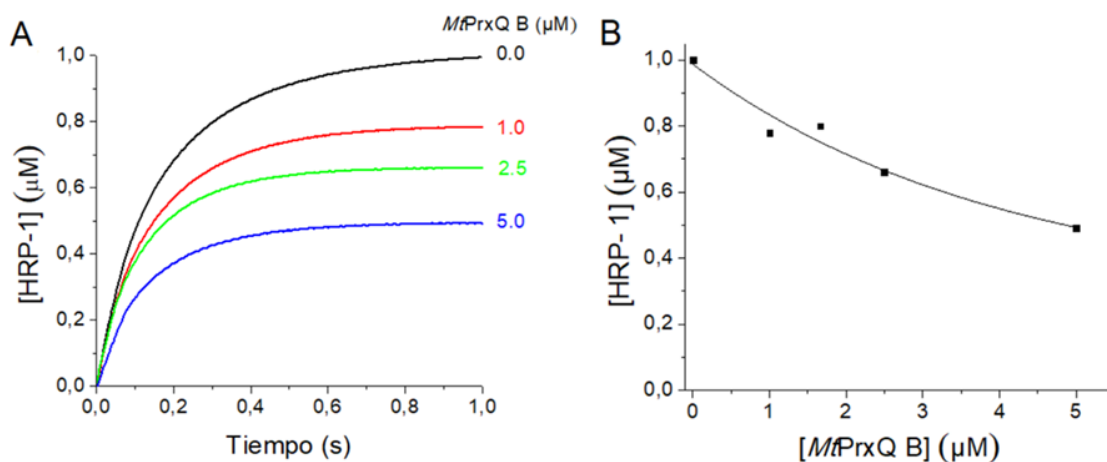 A
MtPrxQ B (µM)
0.0
1.0
2.5
5.0
1,0
0,8
0,6
0,4
0,2
0,0
[HRP-1] (µM)
0,0 0,2 0,4 0,6 0,8 1,0
Tiempo (s)
B
1,0
0,8
0,6
0,4
0,2
0,0
[HRP- 1] (µM)
0 1 2 3 4 5
[MtPrxQ B] (µM)